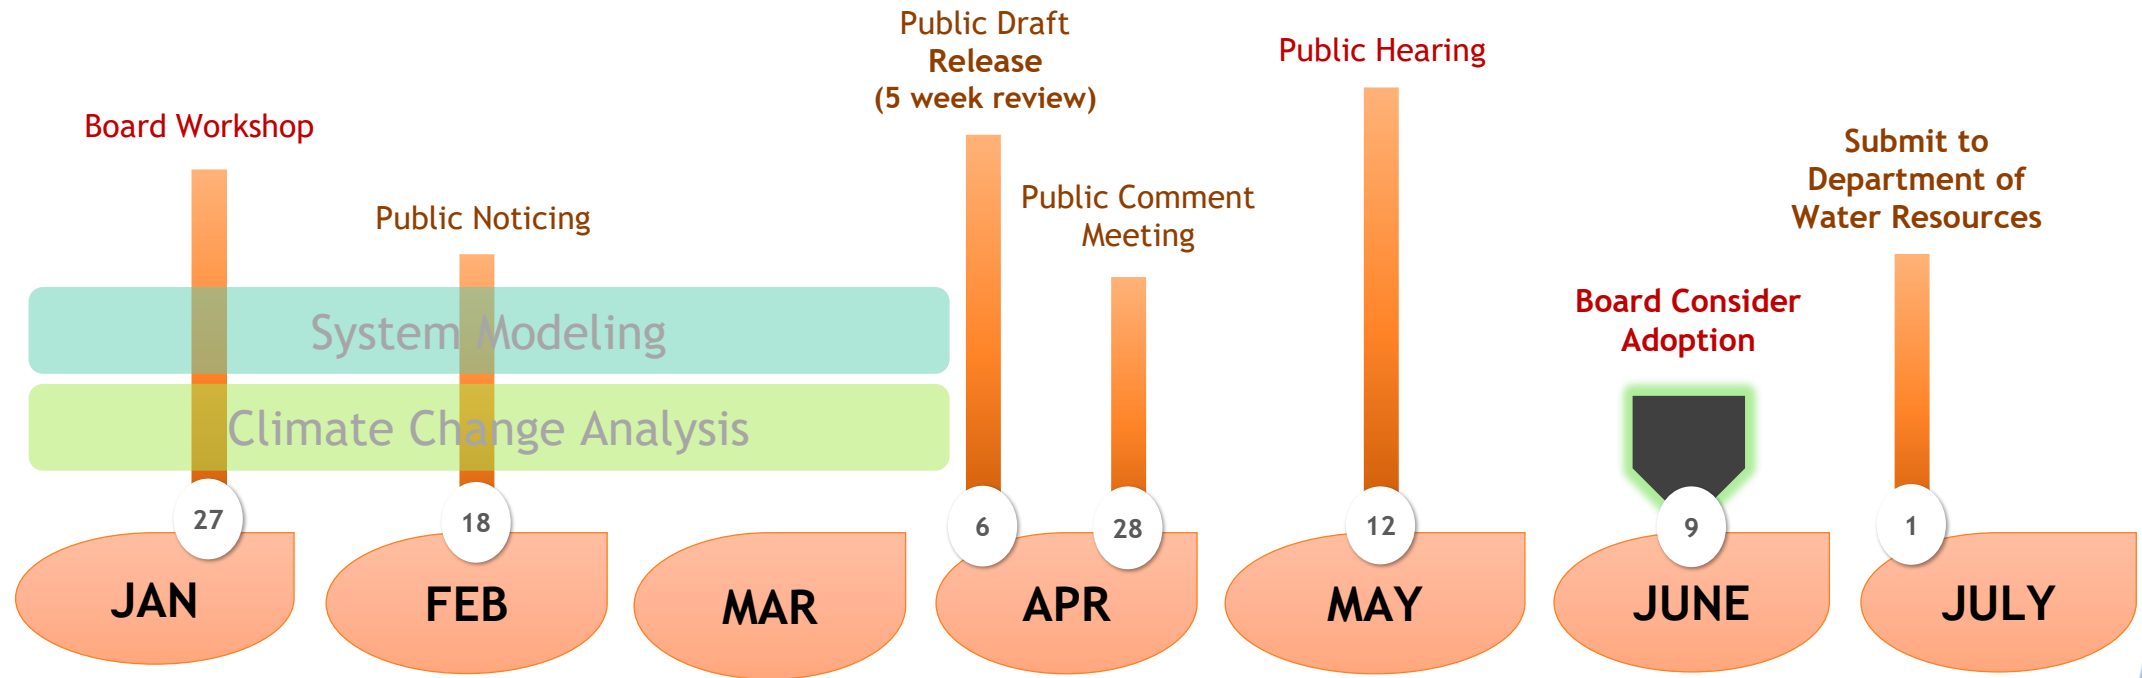 Public Draft
Release
(5 week review)
Public Hearing
Board Workshop
Submit to
Department of
Water Resources
Public Noticing
Public Comment
Meeting
Board Consider
Adoption
System Modeling
Climate Change Analysis
27
18
6
28
12
9
1
JAN
FEB
MAR
APR
MAY
JUNE
JULY